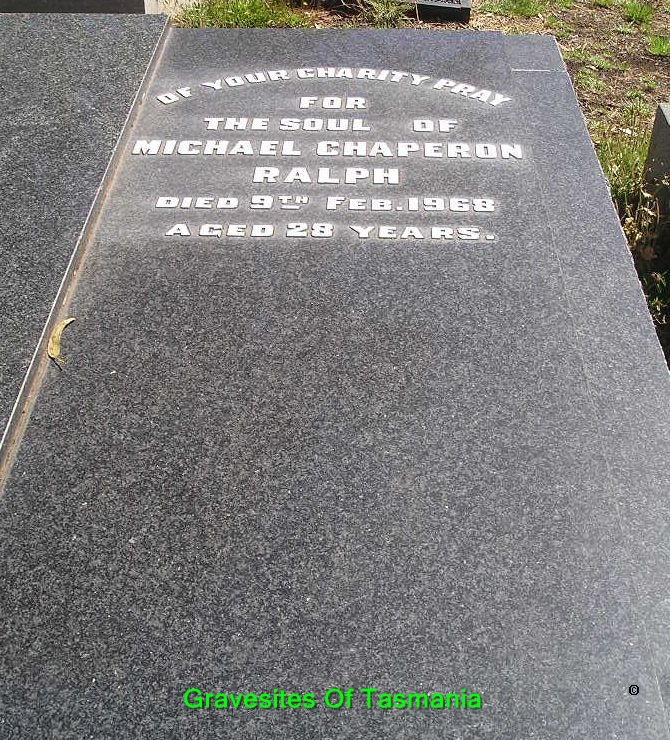 OF YOUR CHARITY PRAY
FOR
THE SOUL OF
MICHAEL CHAPERON
RALPH
DIED 9TH FEB. 1968
AGED 28 YEARS.
Gravesites Of Tasmania
©